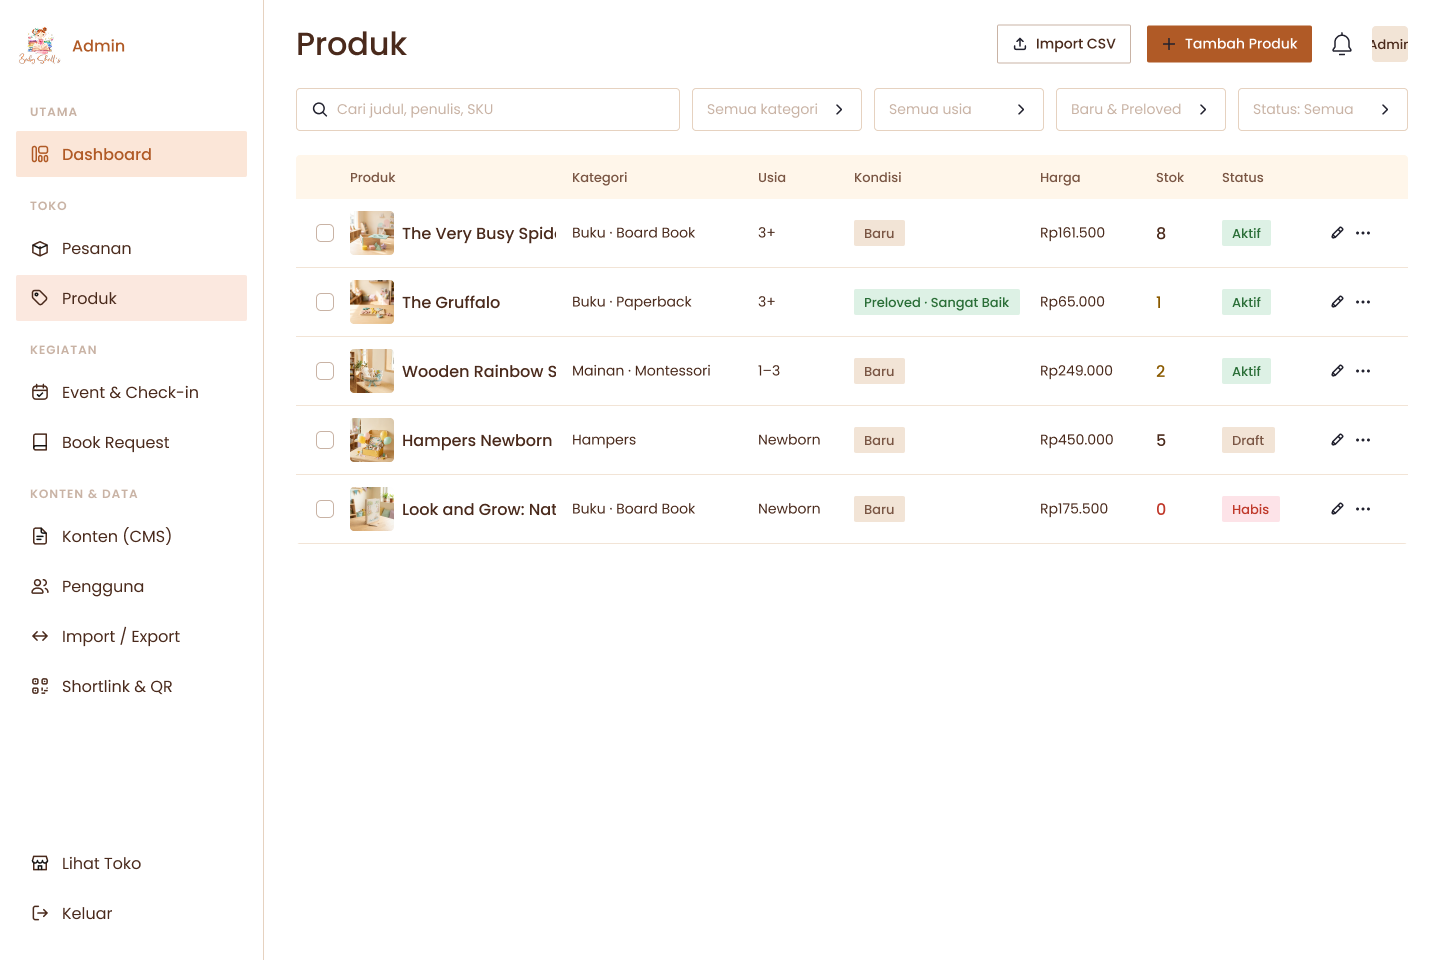 Baby Shell's
Admin
UTAMA
Dashboard
TOKO
Pesanan
Produk
KEGIATAN
Event & Check-in
Book Request
KONTEN & DATA
Konten (CMS)
Pengguna
Import / Export
Shortlink & QR
Lihat Toko
Keluar
Produk
Import CSV
Tambah Produk
Admin
Cari judul, penulis, SKU
Semua kategori
Semua usia
Baru & Preloved
Status: Semua
Produk Kategori Usia Kondisi Harga Stok Status
The Very Busy Spide Buku · Board Book 3+ Baru Rp161.500 8 Aktif
The Gruffalo Buku · Paperback 3+ Preloved · Sangat Baik Rp65.000 1 Aktif
Wooden Rainbow S Mainan · Montessori 1–3 Baru Rp249.000 2 Aktif
Hampers Newborn Hampers Newborn Baru Rp450.000 5 Draft
Look and Grow: Nat Buku · Board Book Newborn Baru Rp175.500 0 Habis